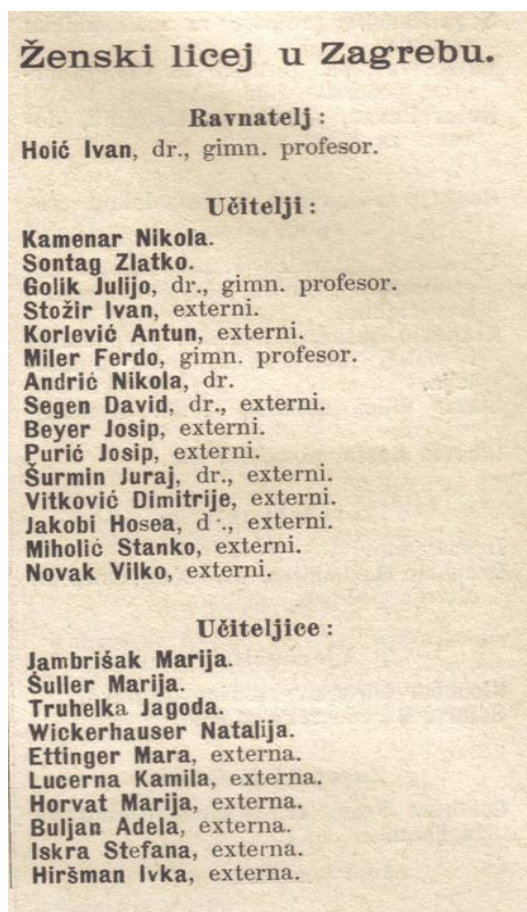 Ženski licej u Zagrebu.
Ravnatelj :
Hoić Ivan, dr., gimn. profesor.
Učitelji :
Kamenar Nikola.
Sontag Zlatko.
Golik Julijo, dr., gimn. profesor.
Stožir Ivan, externi.
Korlević Antun, externi.
Miler Ferdo, gimn. profesor.
Andrić Nikola, dr.
Segen David, dr., externi.
Beyer Josip, externi.
Purić Josip, externi.
Šurmin Juraj, dr., externi.
Vitković Dimitrije, externi.
Jakobi Hosea, d ., externi.
Miholić Stanko, externi.
Novak Vilko, externi.
Učiteljice :
Jambrišak Marija.
Šuller Marija.
Truhelka Jagoda.
Wickerhauser Natalija.
Ettinger Mara, externa.
Lucerna Kamila, externa.
Horvat Marija, externa.
Buljan Adela, externa.
Iskra Stefana, externa.
Hiršman Ivka, externa.